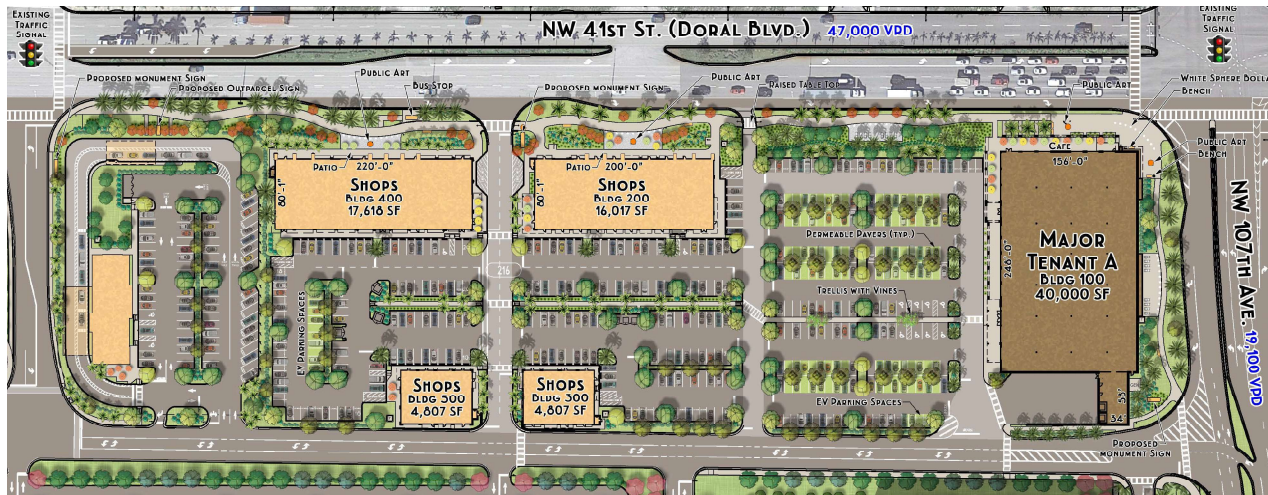 Existing
Traffic
Signal
NW 41st St. (Doral Blvd.) 47,000 VPD
Existing
Traffic
Signal
Proposed monument Sign
Proposed Outparcel Sign
Public Art
Bus Stop
Proposed monument Sign
Public Art
Raised Table Top
Public Art
White Sphere Bolla
Bench
Public Art
Bench
Cafe
Patio 220'-0"
80'-1"
Shops
Bldg 400
17,618 SF
Patio 200'-0"
80'-1"
Shops
Bldg 200
16,017 SF
156'-0"
246'-0"
Major
Tenant A
Bldg 100
40,000 SF
NW 107th Ave. 19,100 VPD
Permeable Pavers (typ.)
216
Trellis with Vines
EV Parking Spaces
Shops
Bldg 500
4,807 SF
Shops
Bldg 300
4,807 SF
EV Parking Spaces
55'
54'
Proposed
monument Sign